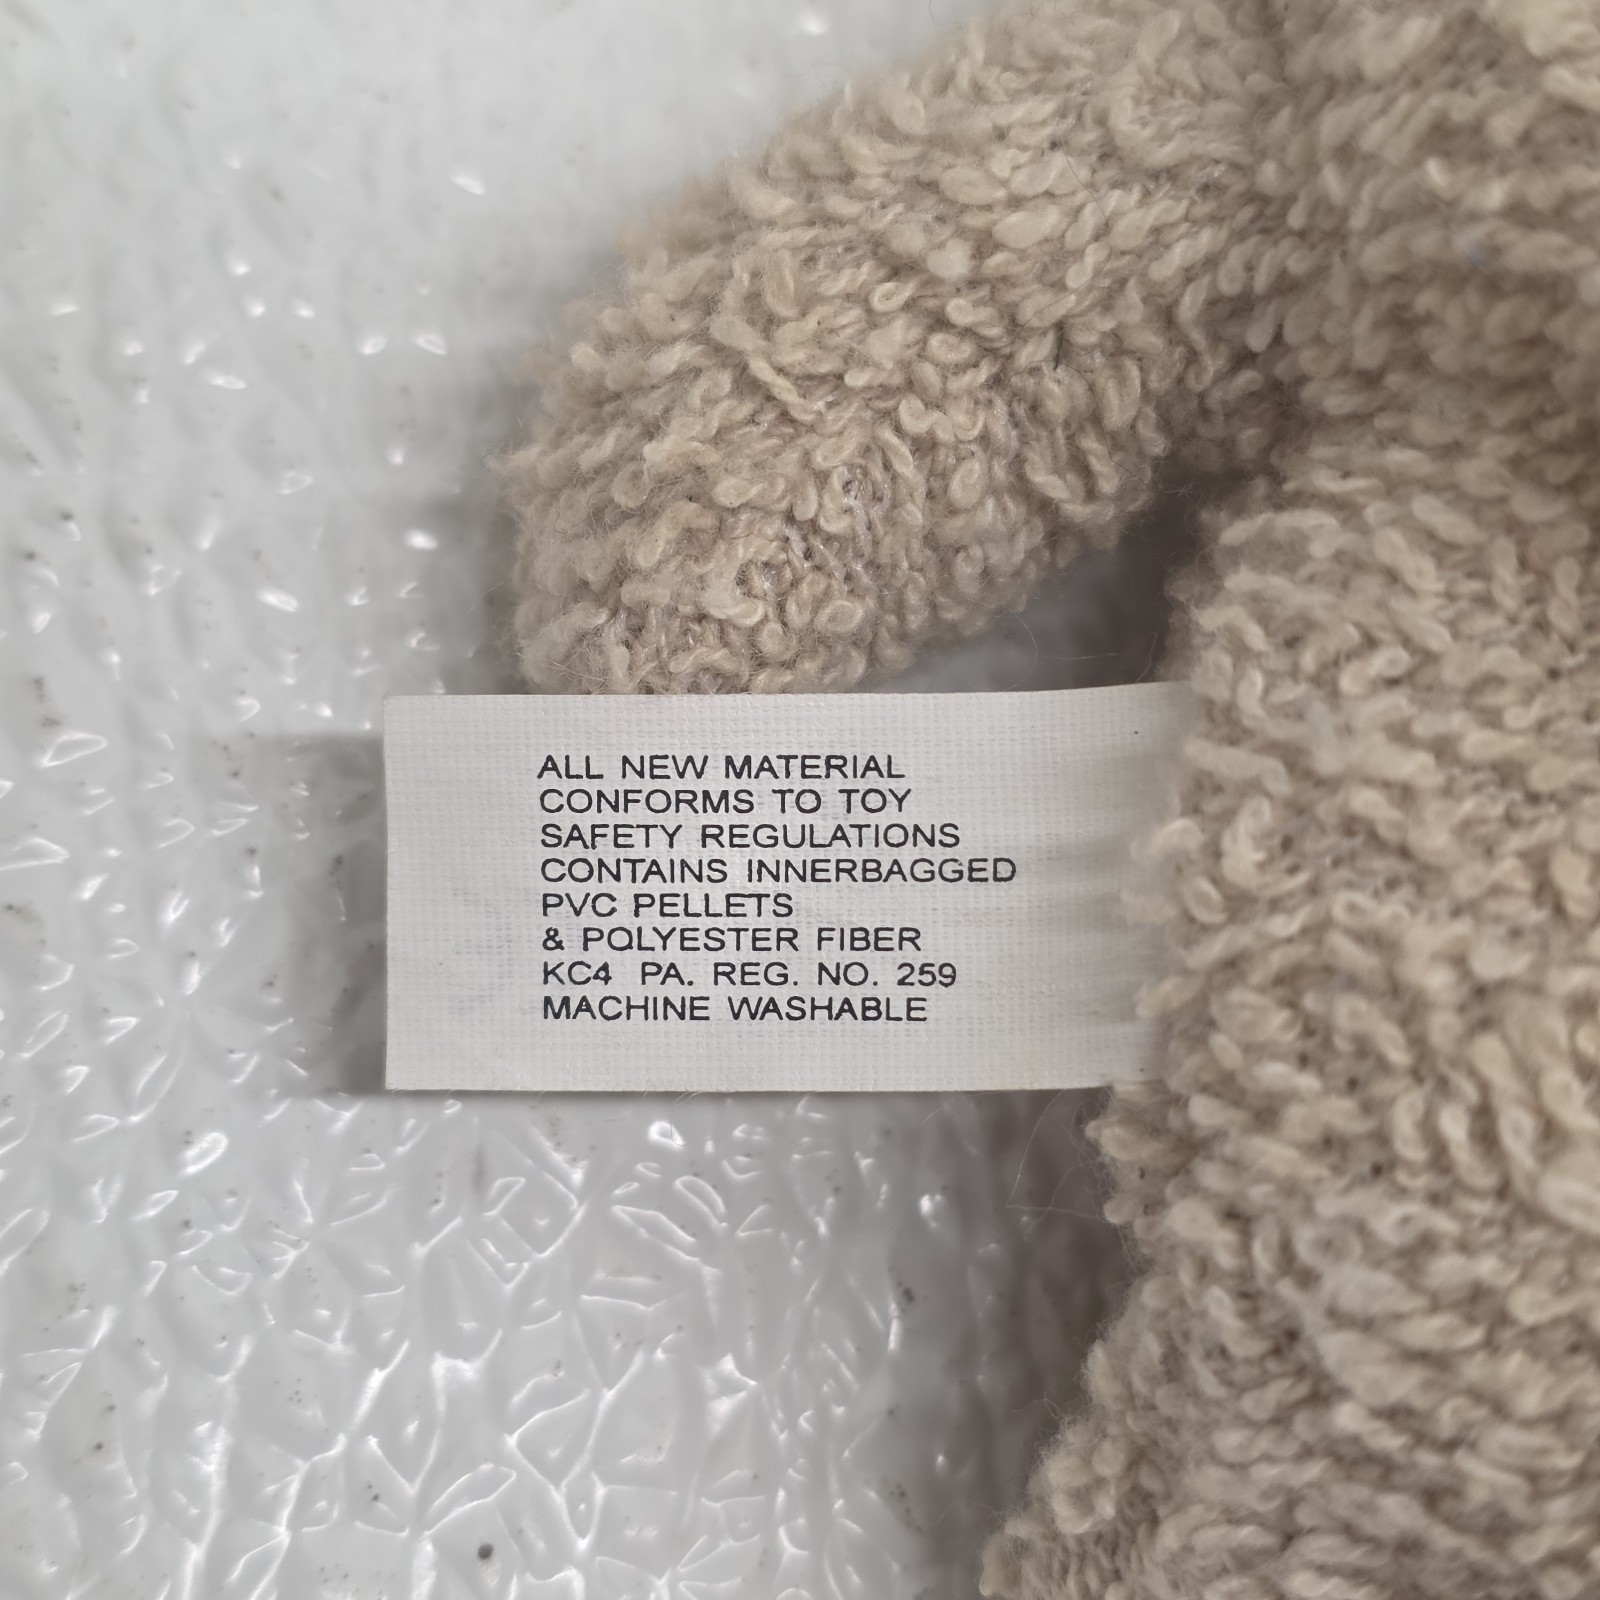 ALL NEW MATERIAL
CONFORMS TO TOY
SAFETY REGULATIONS
CONTAINS INNERBAGGED
PVC PELLETS
& POLYESTER FIBER
KC4 PA. REG. NO. 259
MACHINE WASHABLE